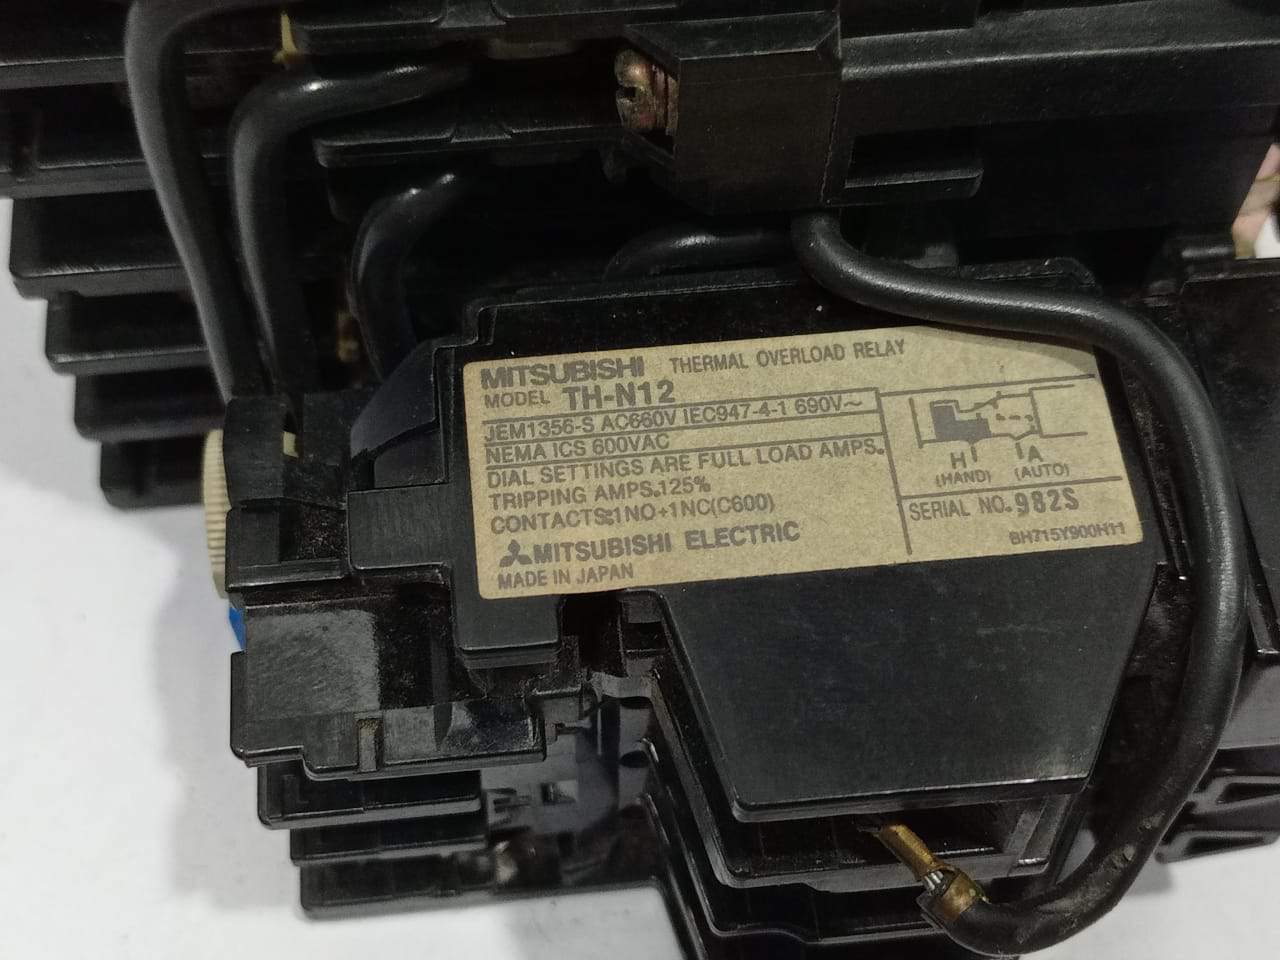 MITSUBISHI THERMAL OVERLOAD RELAY
MODEL TH-N12
JEM1356-S AC660V IEC947-4-1 690V~
NEMA ICS 600VAC
DIAL SETTINGS ARE FULL LOAD AMPS.
TRIPPING AMPS.125%
CONTACTS:1NO+1NC(C600)
MITSUBISHI ELECTRIC
MADE IN JAPAN
H A
(HAND) (AUTO)
SERIAL NO.982S
BH715Y900H11